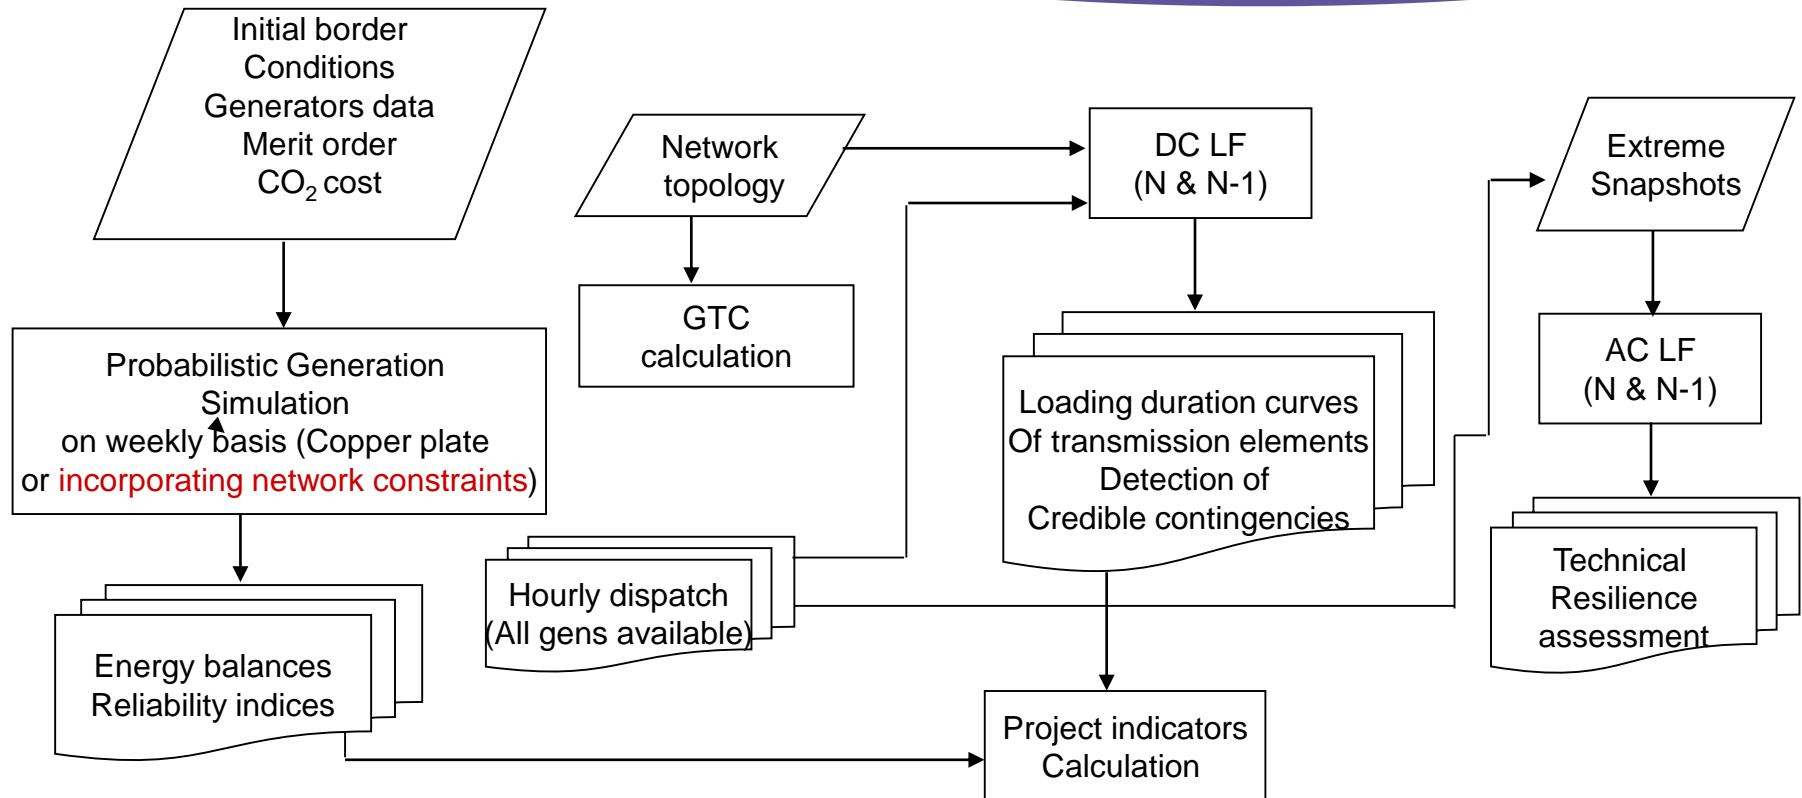 Initial border
Conditions
Generators data
Merit order
CO₂ cost
Network
topology
DC LF
(N & N-1)
Extreme
Snapshots
GTC
calculation
Probabilistic Generation
Simulation
on weekly basis (Copper plate
or incorporating network constraints)
AC LF
(N & N-1)
Loading duration curves
Of transmission elements
Detection of
Credible contingencies
Hourly dispatch
(All gens available)
Technical
Resilience
assessment
Energy balances
Reliability indices
Project indicators
Calculation